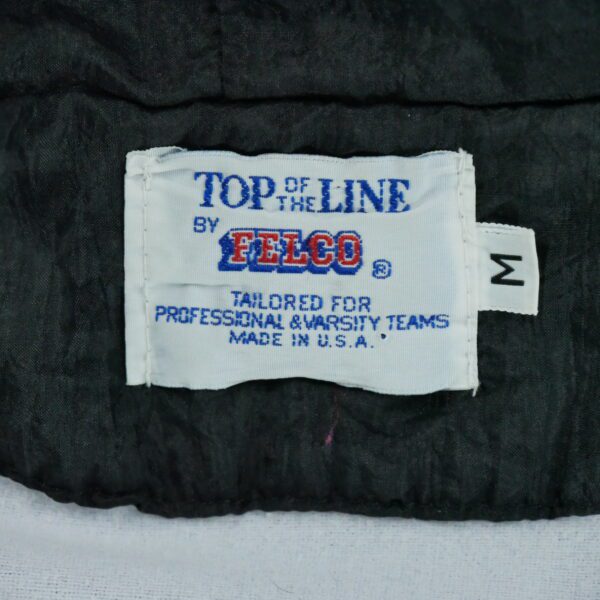 TOP OF THE LINE
BY FELCO ®
TAILORED FOR
PROFESSIONAL & VARSITY TEAMS
MADE IN U.S.A.
M